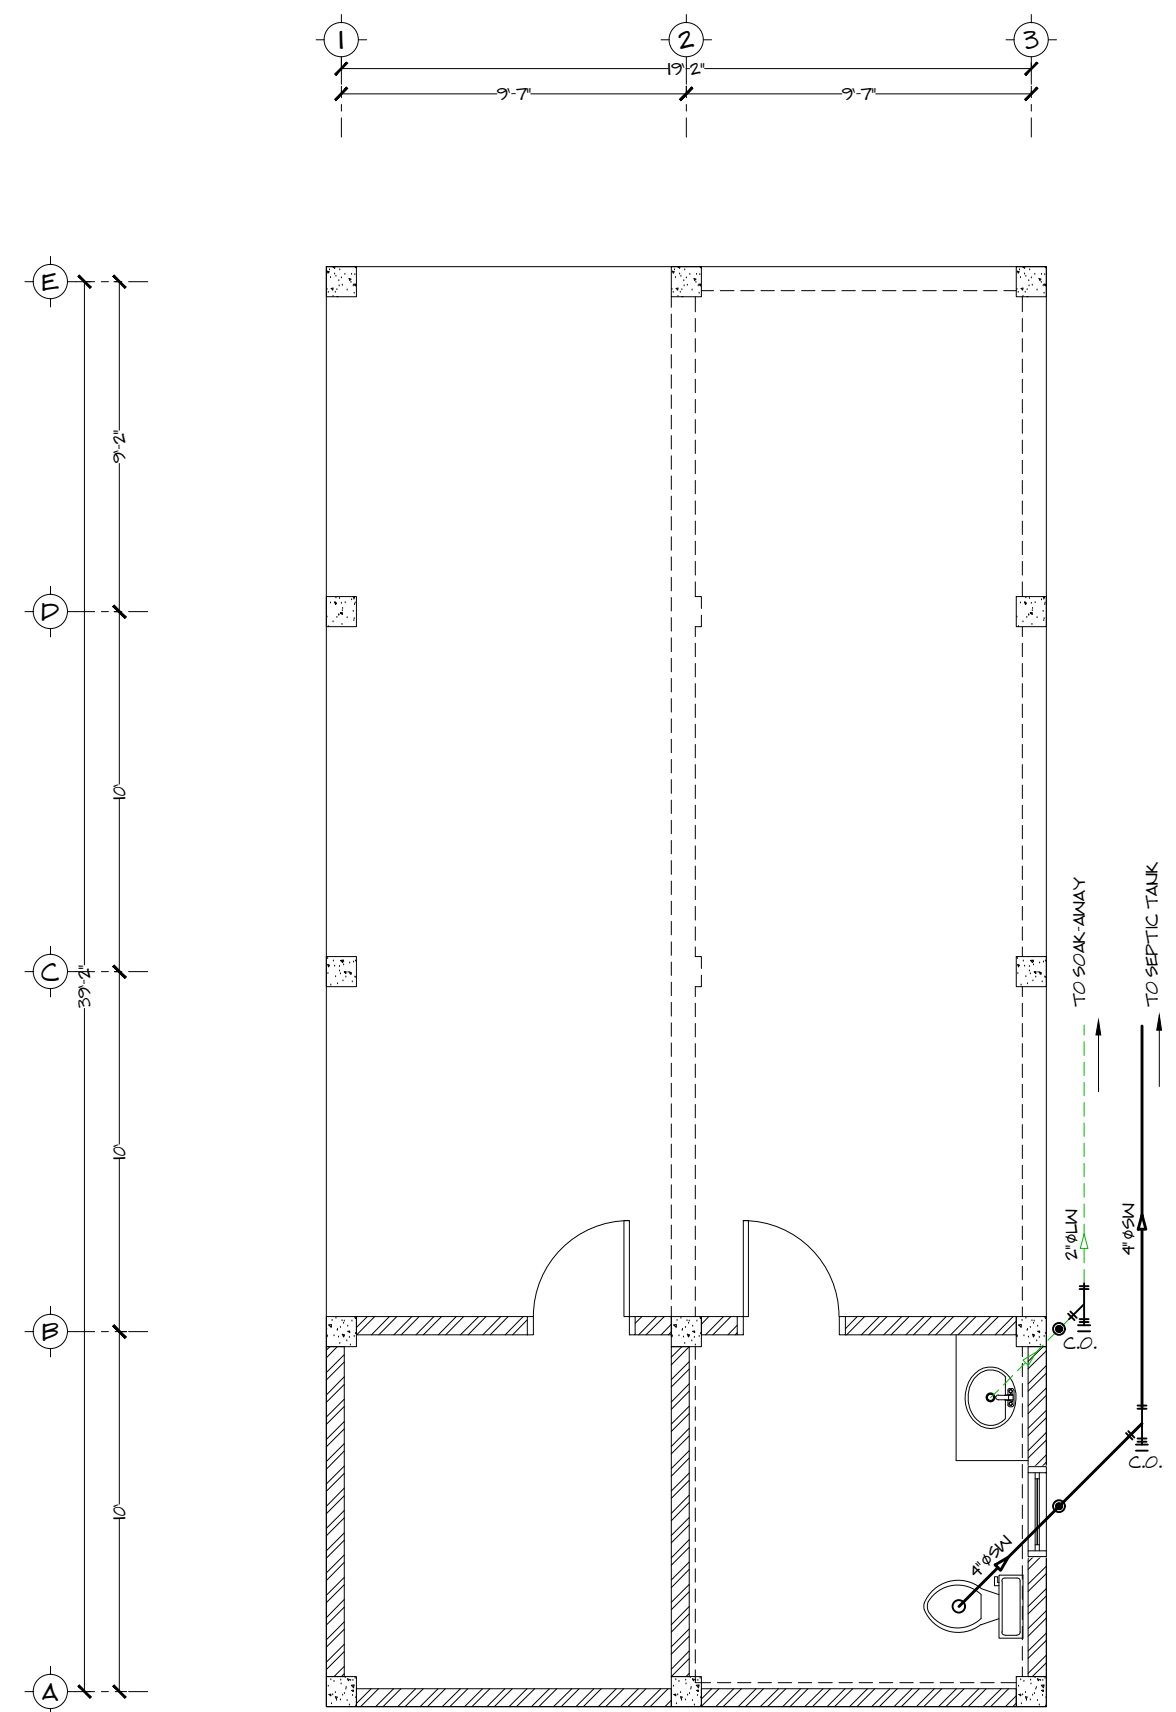 1 2 3
19'-2"
9'-7" 9'-7"
E
9'-2"
D
10'
C
39'-2"
10'
B
10'
A
TO SOAK-AWAY
TO SEPTIC TANK
2"ØLW
4"ØSW
C.O.
C.O.
4"ØSW